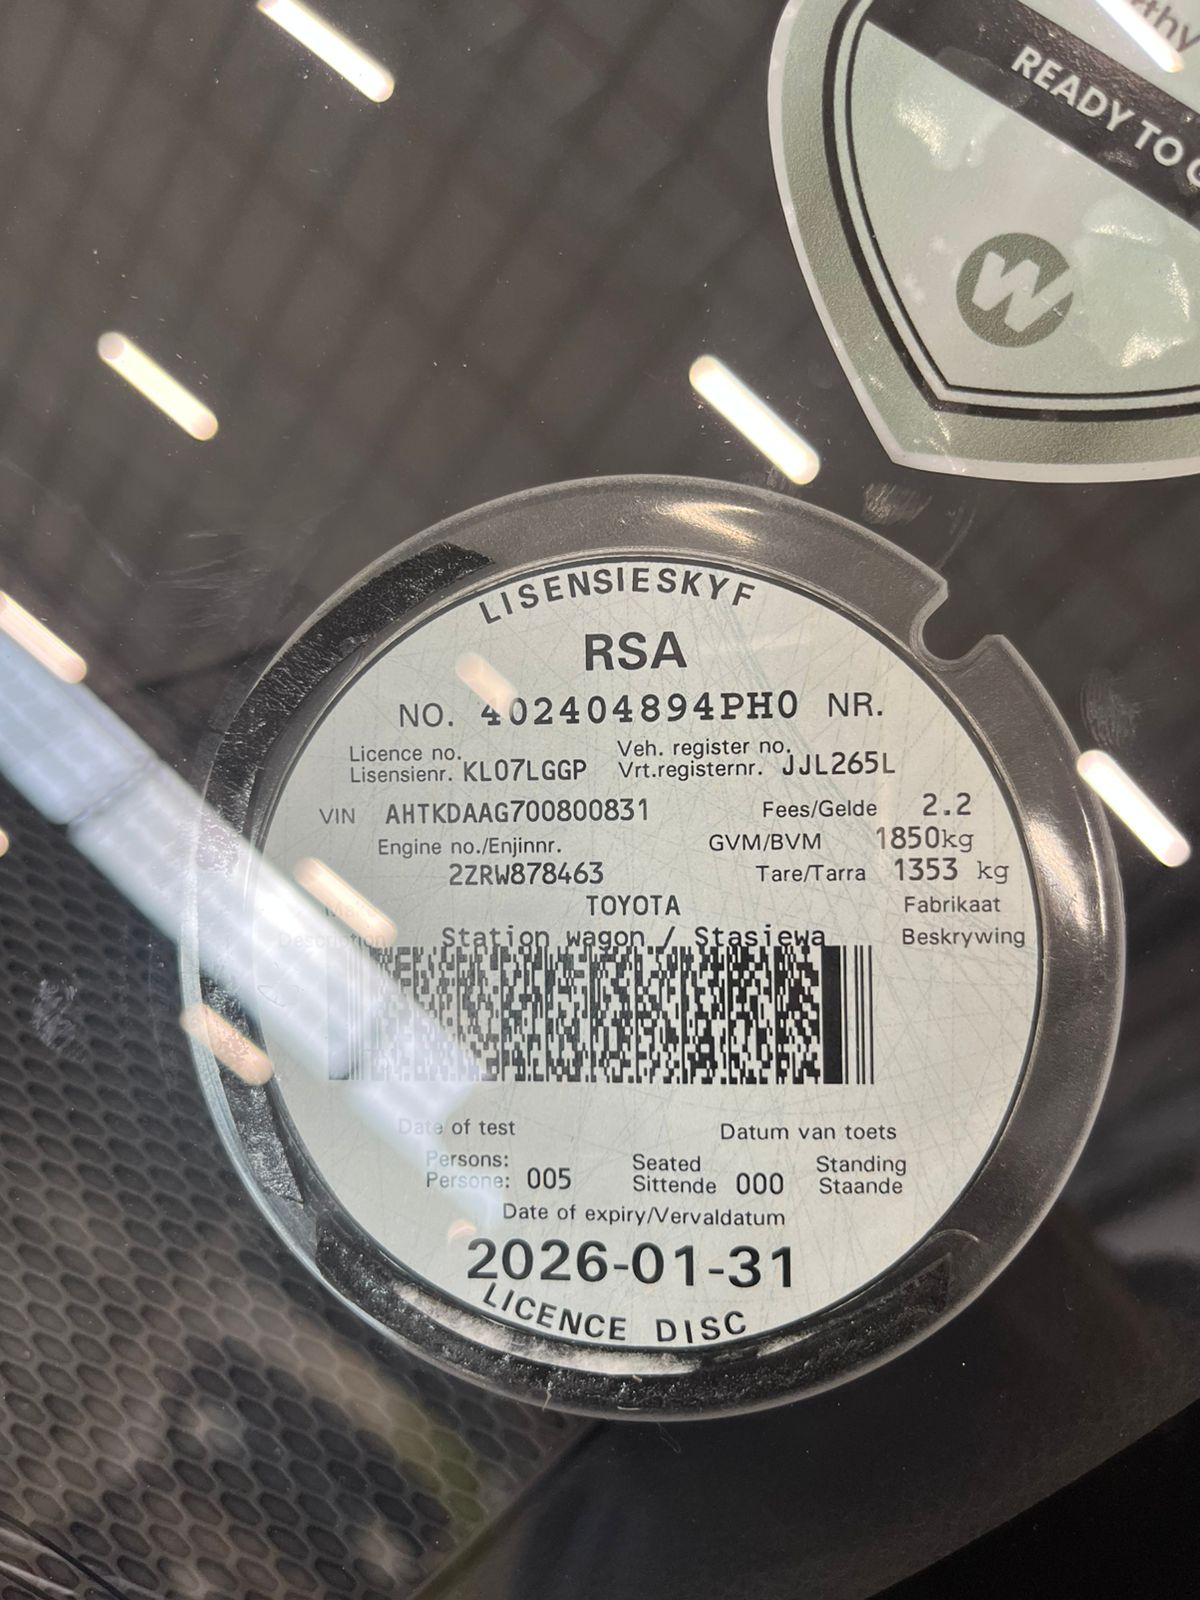 thy
READY TO G
W
LISENSIESKYF
RSA
NO. 402404894PH0 NR.
Licence no. Veh. register no.
Lisensienr. KL07LGGP Vrt.registernr. JJL265L
VIN AHTKDAAG700800831 Fees/Gelde 2.2
Engine no./Enjinnr. GVM/BVM 1850kg
2ZRW878463 Tare/Tarra 1353 kg
Make TOYOTA Fabrikaat
Description Station wagon / Stasiewa Beskrywing
Date of test Datum van toets
Persons: Seated Standing
Persone: 005 Sittende 000 Staande
Date of expiry/Vervaldatum
2026-01-31
LICENCE DISC